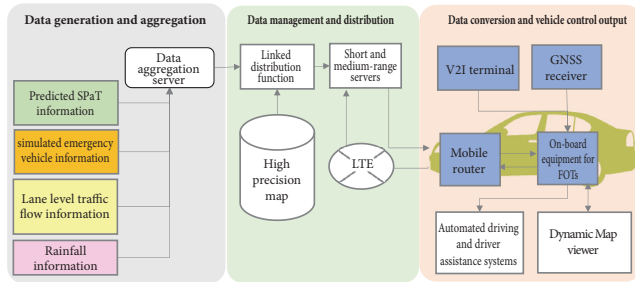 Data generation and aggregation
Data
aggregation
server
Predicted SPaT
information
simulated emergency
vehicle information
Lane level traffic
flow information
Rainfall
information
Data management and distribution
Linked
distribution
function
Short and
medium-range
servers
High
precision
map
LTE
Data conversion and vehicle control output
V2I terminal
GNSS
receiver
Mobile
router
On-board
equipment for
FOTs
Automated driving
and driver
assistance systems
Dynamic Map
viewer